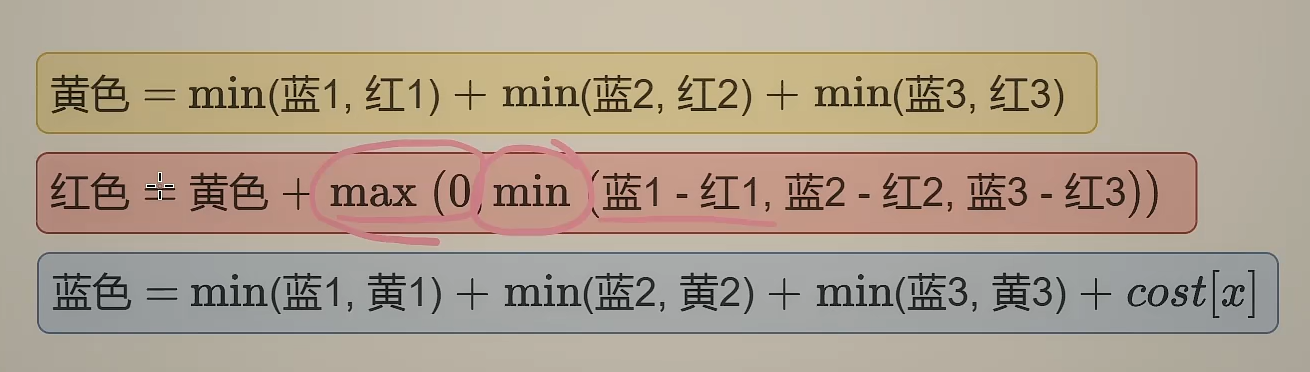 黄色 = min(蓝1, 红1) + min(蓝2, 红2) + min(蓝3, 红3)
红色 = 黄色 + max (0, min (蓝1 - 红1, 蓝2 - 红2, 蓝3 - 红3))
蓝色 = min(蓝1, 黄1) + min(蓝2, 黄2) + min(蓝3, 黄3) + cost[x]